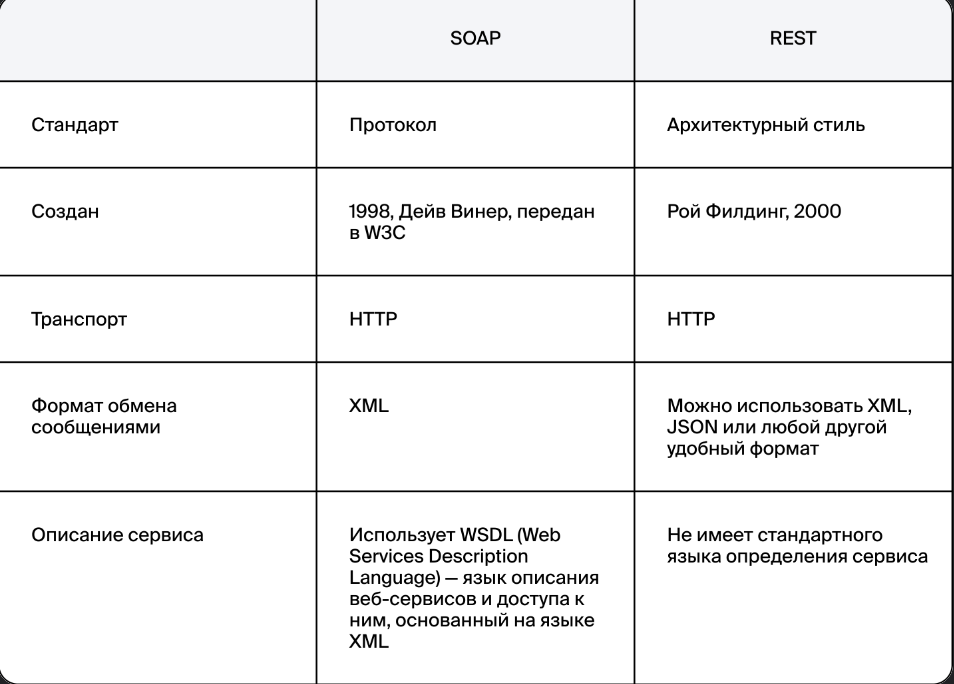 SOAP
REST
Стандарт
Протокол
Архитектурный стиль
Создан
1998, Дейв Винер, передан
в W3C
Рой Филдинг, 2000
Транспорт
HTTP
HTTP
Формат обмена
сообщениями
XML
Можно использовать XML,
JSON или любой другой
удобный формат
Описание сервиса
Использует WSDL (Web
Services Description
Language) — язык описания
веб-сервисов и доступа к
ним, основанный на языке
XML
Не имеет стандартного
языка определения сервиса